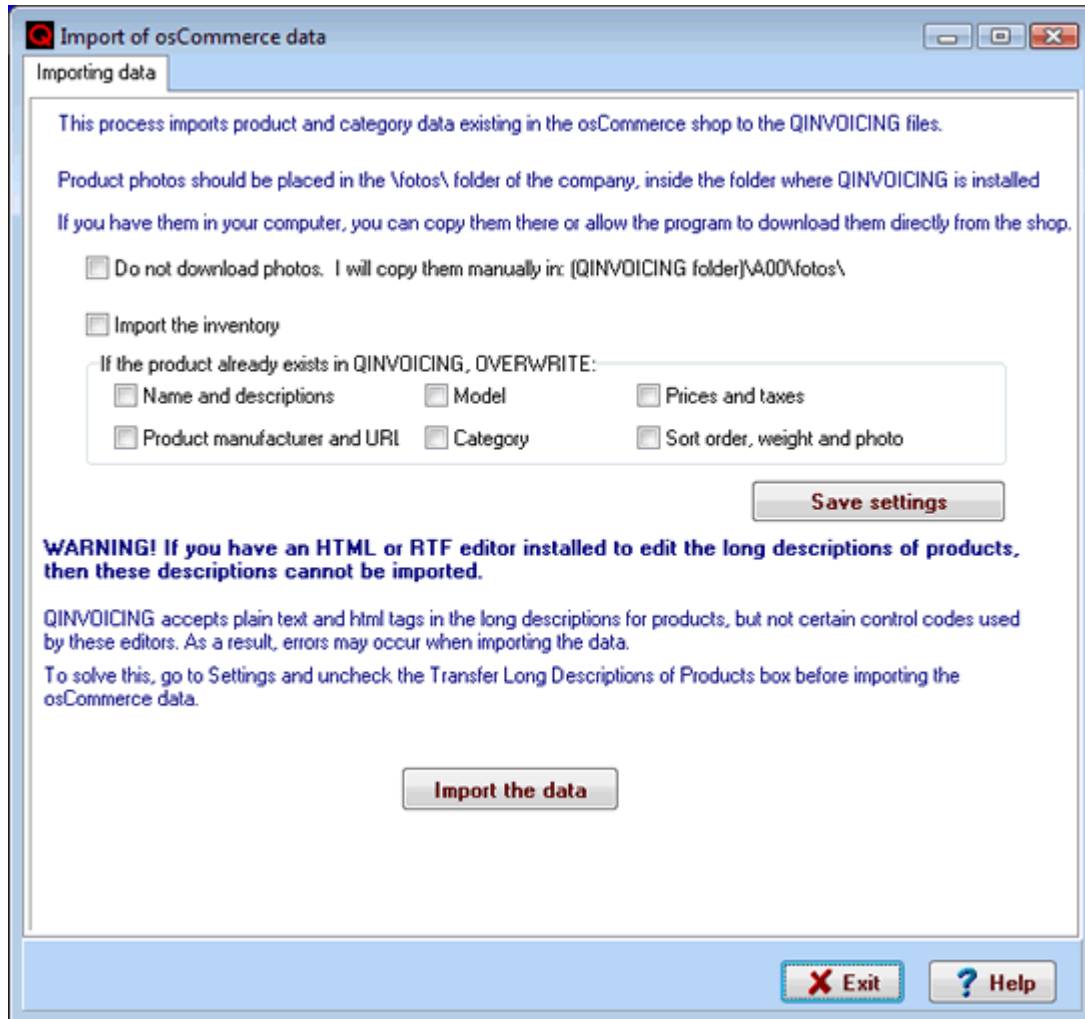 Import of osCommerce data
Importing data
This process imports product and category data existing in the osCommerce shop to the QINVOICING files.
Product photos should be placed in the \fotos\ folder of the company, inside the folder where QINVOICING is installed
If you have them in your computer, you can copy them there or allow the program to download them directly from the shop.
Do not download photos.  I will copy them manually in: (QINVOICING folder)\A00\fotos\
Import the inventory
If the product already exists in QINVOICING, OVERWRITE:
Name and descriptions Model Prices and taxes
Product manufacturer and URL Category Sort order, weight and photo
Save settings
WARNING! If you have an HTML or RTF editor installed to edit the long descriptions of products,
then these descriptions cannot be imported.
QINVOICING accepts plain text and html tags in the long descriptions for products, but not certain control codes used
by these editors. As a result, errors may occur when importing the data.
To solve this, go to Settings and uncheck the Transfer Long Descriptions of Products box before importing the
osCommerce data.
Import the data
Exit Help